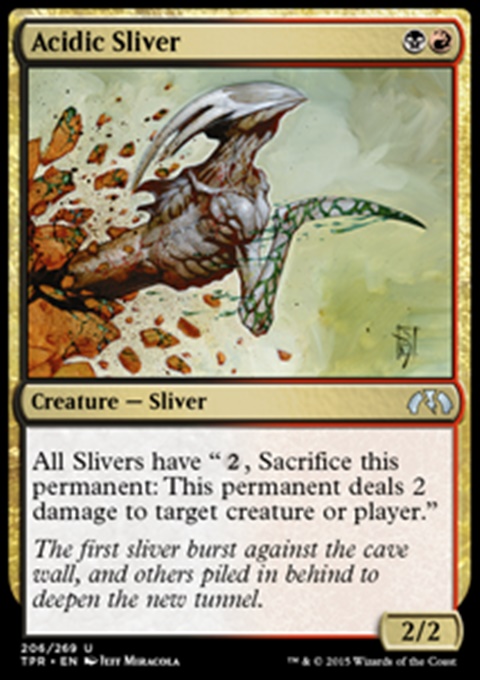 Acidic Sliver
Creature — Sliver
All Slivers have “2, Sacrifice this
permanent: This permanent deals 2
damage to target creature or player.”
The first sliver burst against the cave
wall, and others piled in behind to
deepen the new tunnel.
2/2
206/269 U
TPR • EN Jeff Miracola
™ & © 2015 Wizards of the Coast